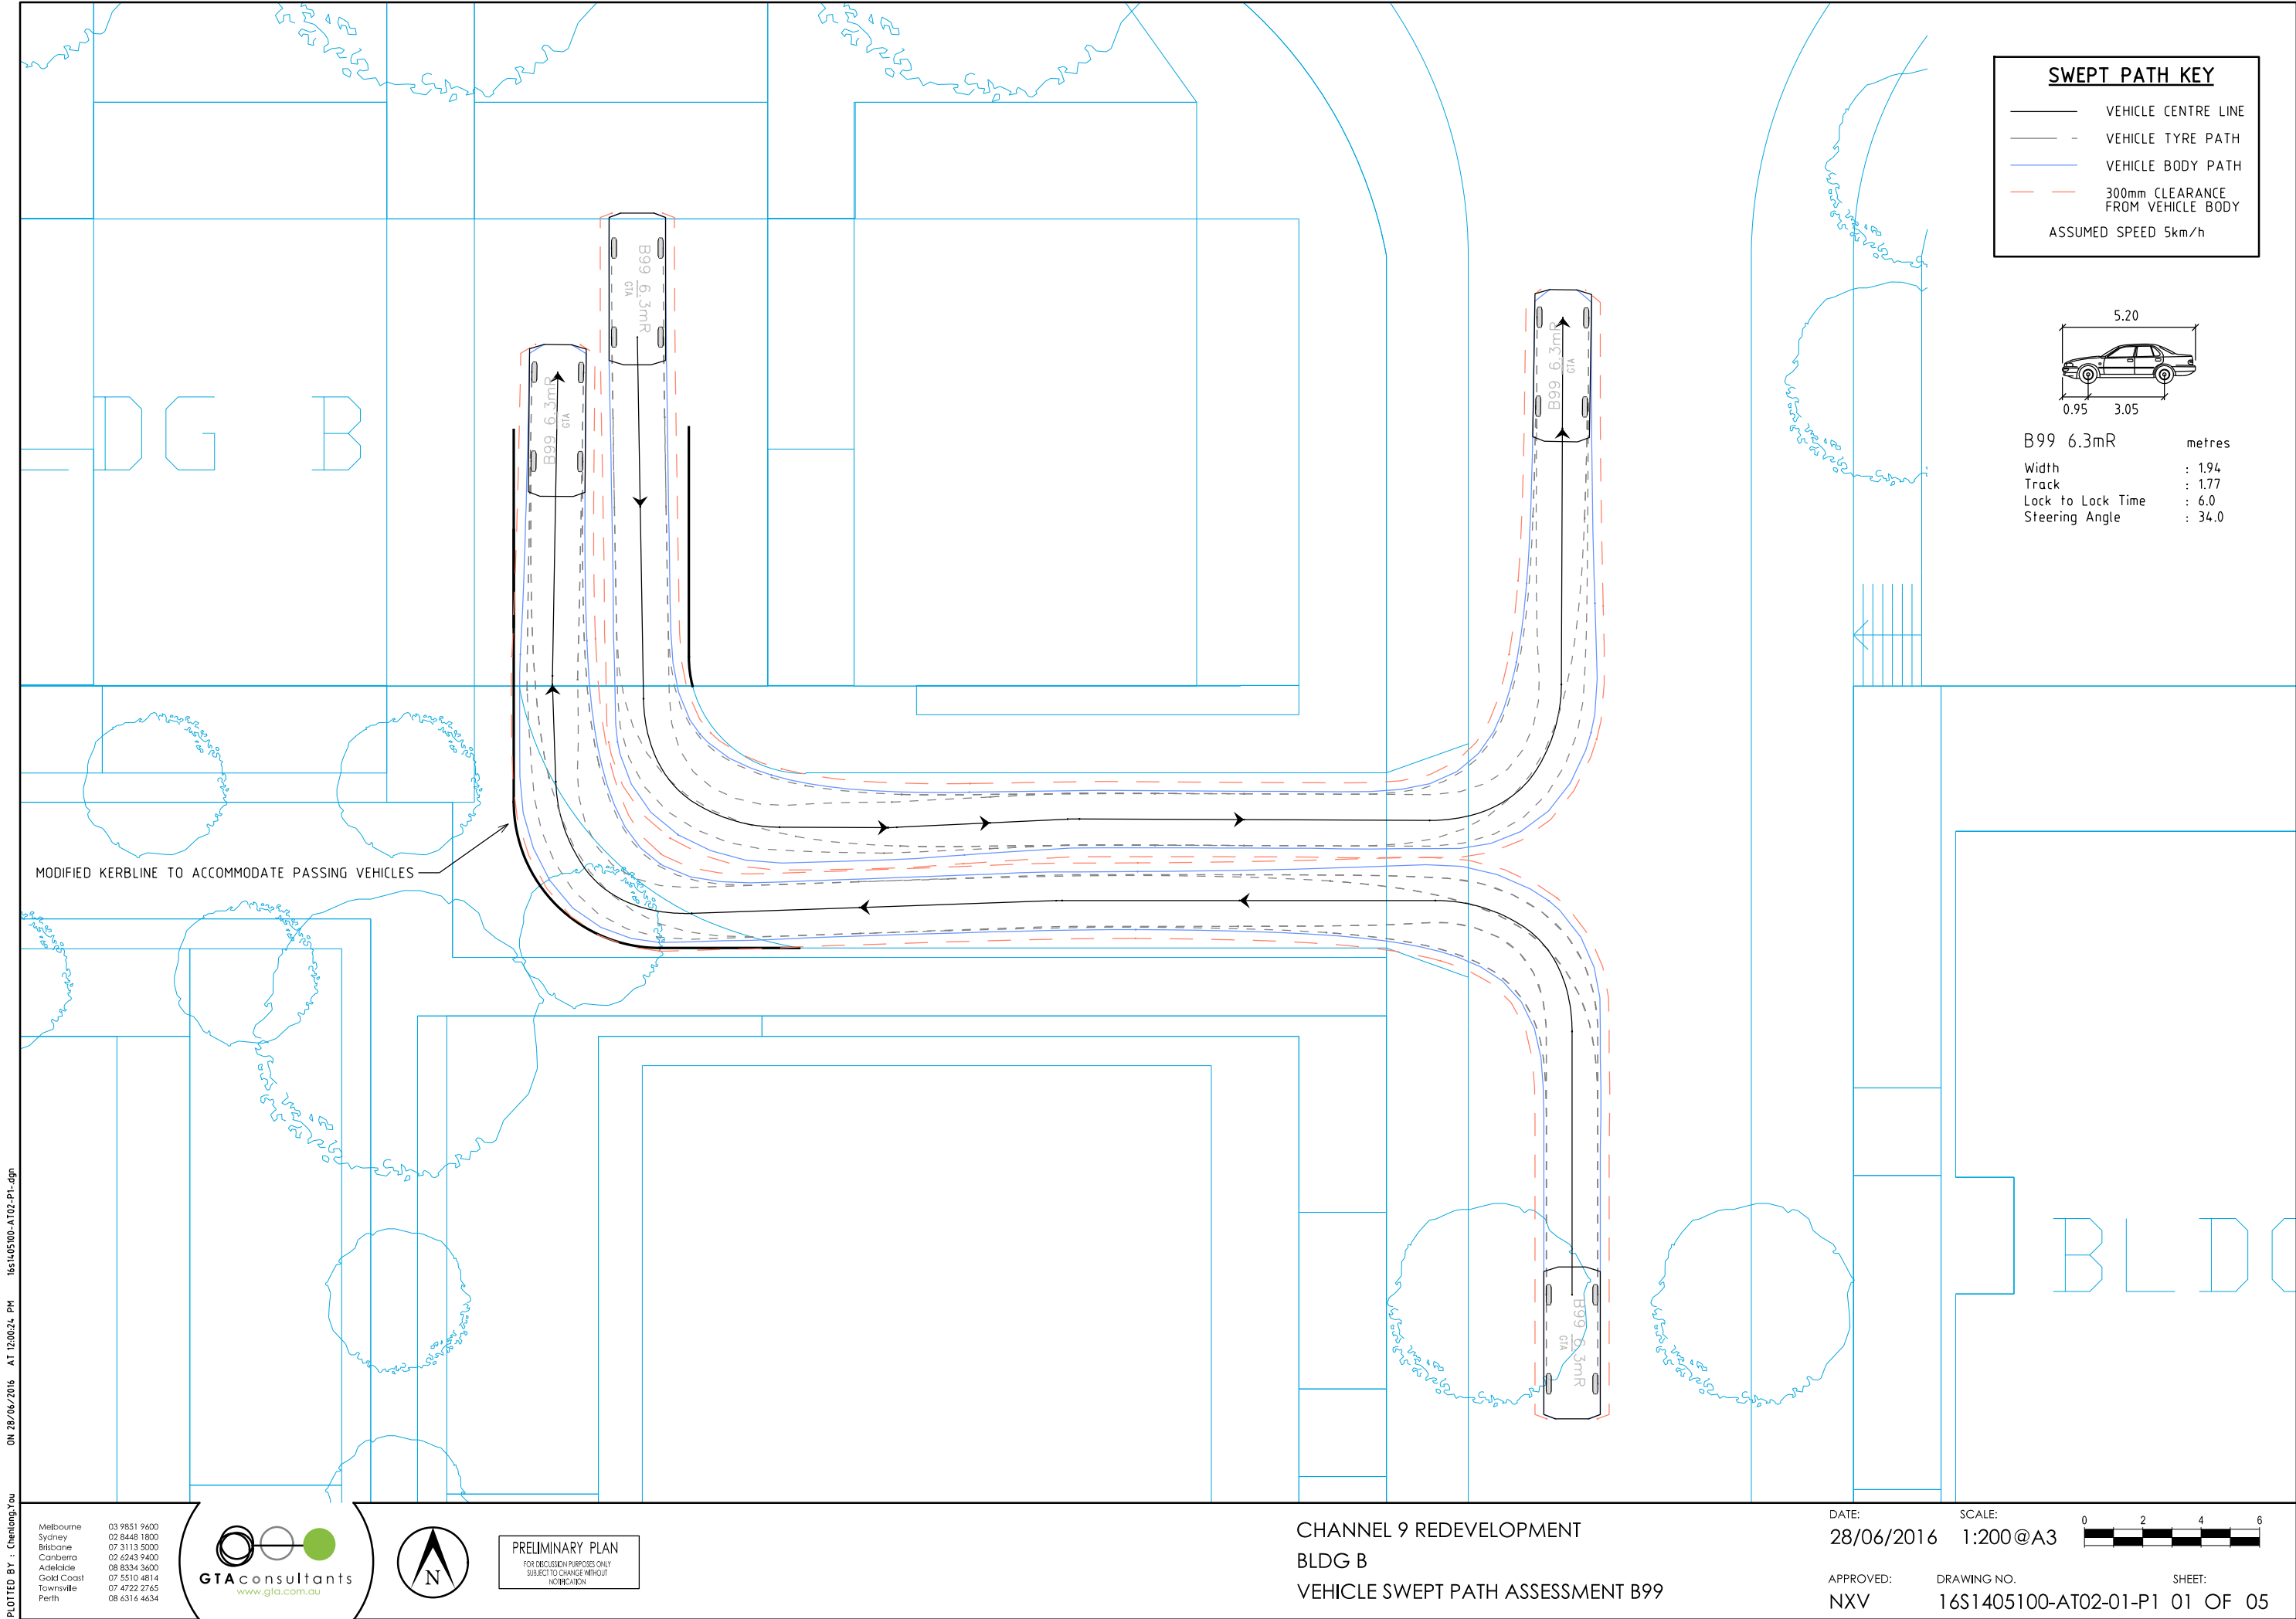 SWEPT PATH KEY
VEHICLE CENTRE LINE
VEHICLE TYRE PATH
VEHICLE BODY PATH
300mm CLEARANCE
FROM VEHICLE BODY
ASSUMED SPEED 5km/h
5.20
0.95 3.05
B99 6.3mR metres
Width : 1.94
Track : 1.77
Lock to Lock Time : 6.0
Steering Angle : 34.0
B99 6.3mR
GTA
B99 6.3mR
GTA
B99 6.3mR
GTA
DG B
MODIFIED KERBLINE TO ACCOMMODATE PASSING VEHICLES
BLDG
B99 6.3mR
GTA
PLOTTED BY : Chenlong.You ON 28/06/2016 AT 12:00:24 PM 16s1405100-AT02-P1-.dgn
Melbourne 03 9851 9600
Sydney 02 8448 1800
Brisbane 07 3113 5000
Canberra 02 6243 9400
Adelaide 08 8334 3600
Gold Coast 07 5510 4814
Townsville 07 4722 2765
Perth 08 6316 4634
GTA consultants
www.gta.com.au
N
PRELIMINARY PLAN
FOR DISCUSSION PURPOSES ONLY
SUBJECT TO CHANGE WITHOUT
NOTIFICATION
CHANNEL 9 REDEVELOPMENT
BLDG B
VEHICLE SWEPT PATH ASSESSMENT B99
DATE: SCALE:
28/06/2016 1:200@A3
0 2 4 6
APPROVED: DRAWING NO. SHEET:
NXV 16S1405100-AT02-01-P1 01 OF 05